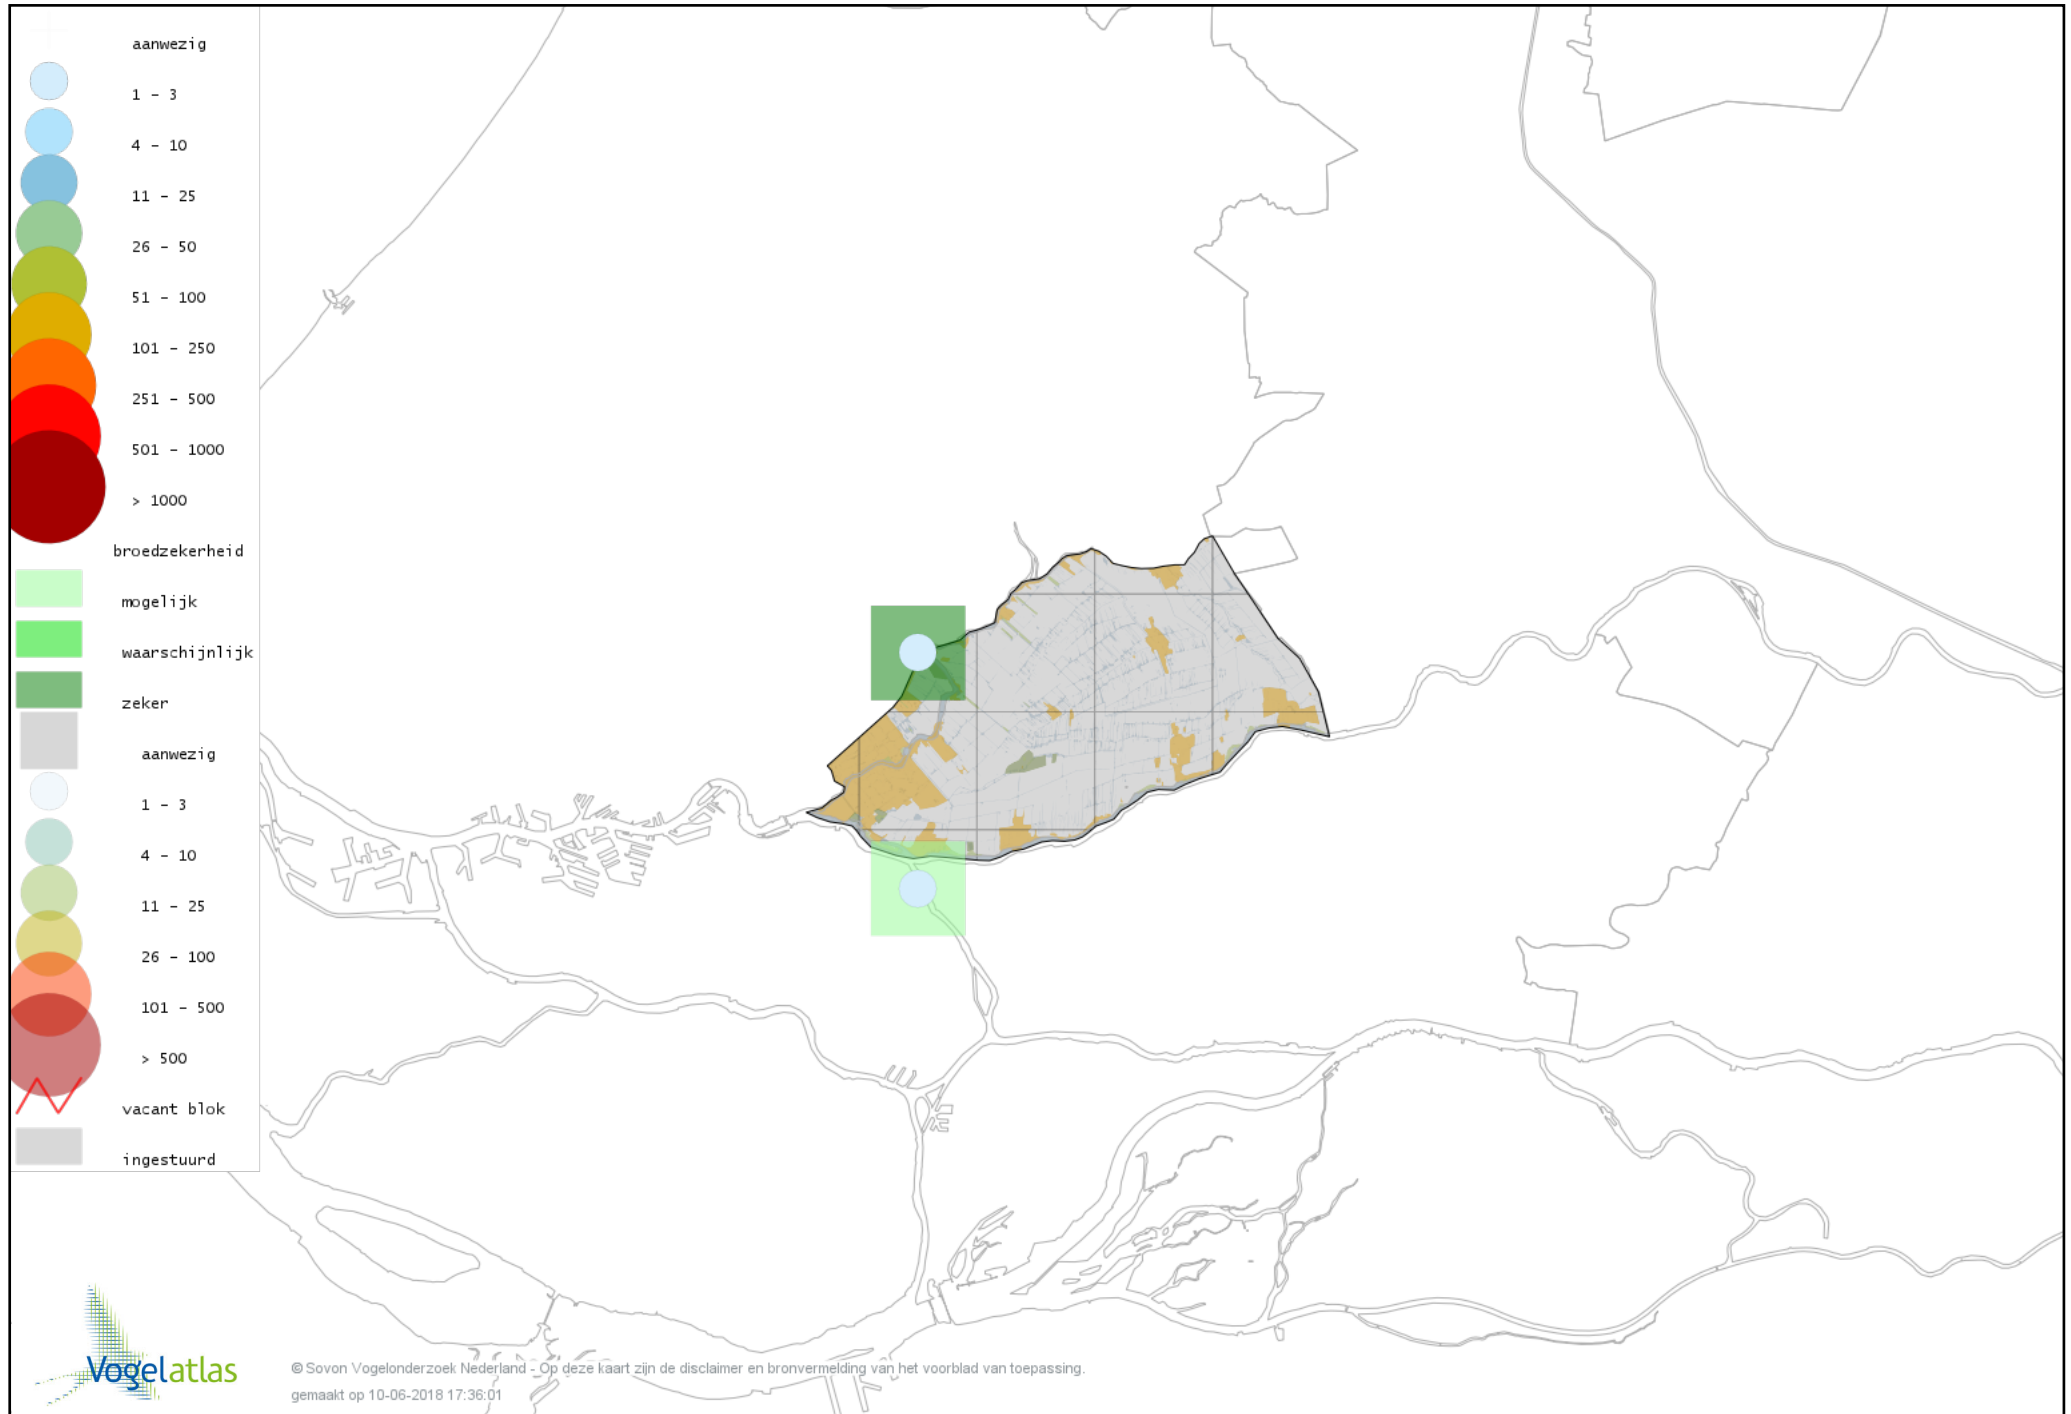 aanwezig
1 - 3
4 - 10
11 - 25
26 - 50
51 - 100
101 - 250
251 - 500
501 - 1000
> 1000
broedzekerheid
mogelijk
waarschijnlijk
zeker
aanwezig
1 - 3
4 - 10
11 - 25
26 - 100
101 - 500
> 500
vacant blok
ingestuurd
Vogelatlas
© Sovon Vogelonderzoek Nederland - Op deze kaart zijn de disclaimer en bronvermelding van het voorblad van toepassing.
gemaakt op 10-06-2018 17:36:01